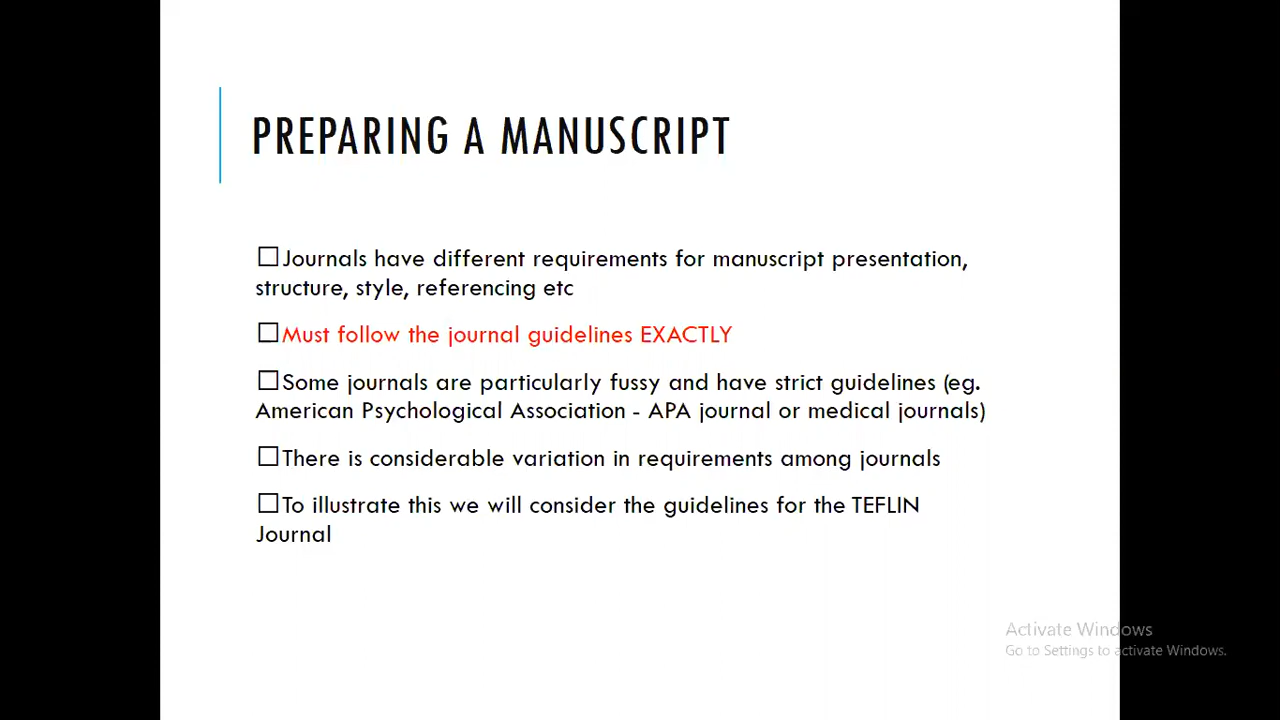 PREPARING A MANUSCRIPT
☐Journals have different requirements for manuscript presentation,
structure, style, referencing etc
☐Must follow the journal guidelines EXACTLY
☐Some journals are particularly fussy and have strict guidelines (eg.
American Psychological Association - APA journal or medical journals)
☐There is considerable variation in requirements among journals
☐To illustrate this we will consider the guidelines for the TEFLIN
Journal
Activate Windows
Go to Settings to activate Windows.